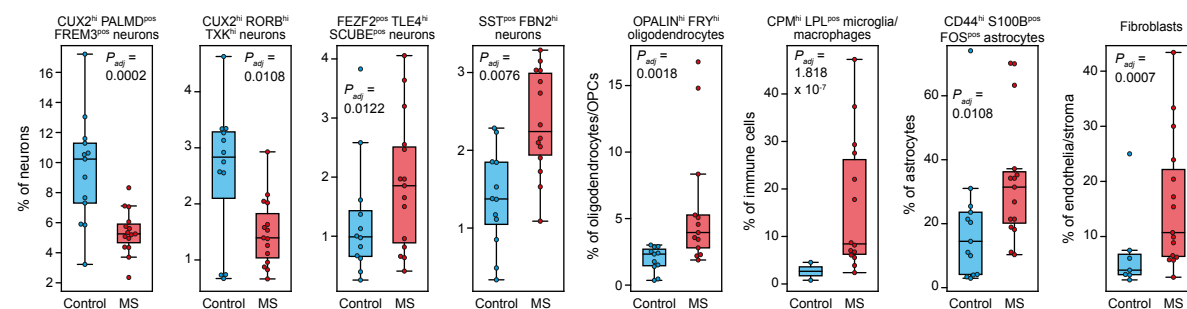 CUX2hi PALMDpos
FREM3pos neurons
% of neurons
16
14
12
10
8
6
4
2
Padj =
0.0002
Control MS
CUX2hi RORBhi
TXKhi neurons
4
3
2
1
Padj =
0.0108
Control MS
FEZF2pos TLE4hi
SCUBEpos neurons
4
3
2
1
Padj =
0.0122
Control MS
SSTpos FBN2hi
neurons
3
2
1
Padj =
0.0076
Control MS
OPALINhi FRYhi
oligodendrocytes
% of oligodendrocytes/OPCs
15
10
5
0
Padj =
0.0018
Control MS
CPMhi LPLpos microglia/
macrophages
% of immune cells
50
40
30
20
10
0
Padj =
1.818
x 10-7
Control MS
CD44hi S100Bpos
FOSpos astrocytes
% of astrocytes
60
40
20
0
Padj =
0.0108
Control MS
Fibroblasts
% of endothelia/stroma
40
30
20
10
Padj =
0.0007
Control MS